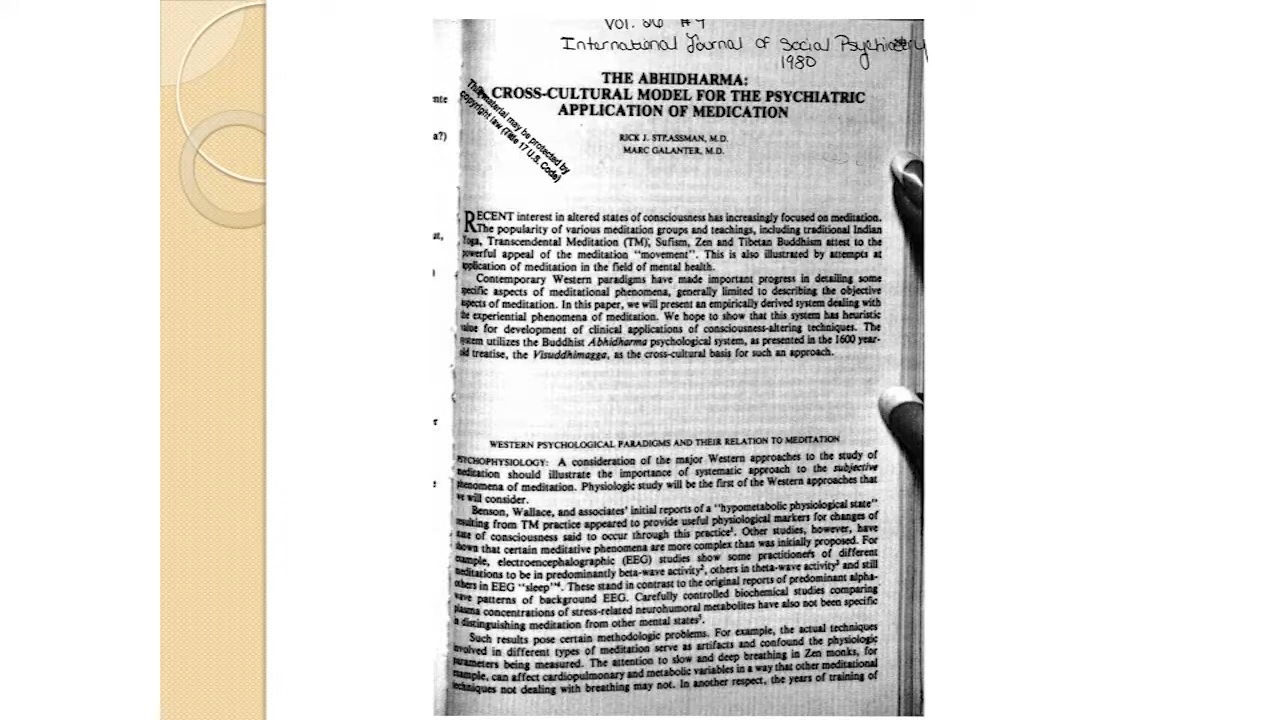 VOL. 26 #4
International Journal of Social Psychiatry
1980
THE ABHIDHARMA:
CROSS-CULTURAL MODEL FOR THE PSYCHIATRIC
APPLICATION OF MEDICATION
This material may be protected by
copyright law (Title 17 U.S. Code)
RICK J. STRASSMAN, M.D.
MARC GALANTER, M.D.
nte
a?)
at,
r
RECENT interest in altered states of consciousness has increasingly focused on meditation.
The popularity of various meditation groups and teachings, including traditional Indian
Yoga, Transcendental Meditation (TM), Sufism, Zen and Tibetan Buddhism attest to the
powerful appeal of the meditation "movement". This is also illustrated by attempts at
application of meditation in the field of mental health.
Contemporary Western paradigms have made important progress in detailing some
specific aspects of meditational phenomena, generally limited to describing the objective
aspects of meditation. In this paper, we will present an empirically derived system dealing with
the experiential phenomena of meditation. We hope to show that this system has heuristic
value for development of clinical applications of consciousness-altering techniques. The
system utilizes the Buddhist Abhidharma psychological system, as presented in the 1600 year-
old treatise, the Visuddhimagga, as the cross-cultural basis for such an approach.
WESTERN PSYCHOLOGICAL PARADIGMS AND THEIR RELATION TO MEDITATION
PSYCHOPHYSIOLOGY: A consideration of the major Western approaches to the study of
meditation should illustrate the importance of systematic approach to the subjective
phenomena of meditation. Physiologic study will be the first of the Western approaches that
we will consider.
Benson, Wallace, and associates' initial reports of a "hypometabolic physiological state"
resulting from TM practice appeared to provide useful physiological markers for changes of
state of consciousness said to occur through this practice¹. Other studies, however, have
shown that certain meditative phenomena are more complex than was initially proposed. For
example, electroencephalographic (EEG) studies show some practitioners of different
meditations to be in predominantly beta-wave activity², others in theta-wave activity³ and still
others in EEG "sleep"⁴. These stand in contrast to the original reports of predominant alpha-
wave patterns of background EEG. Carefully controlled biochemical studies comparing
plasma concentrations of stress-related neurohumoral metabolites have also not been specific
in distinguishing meditation from other mental states⁵.
Such results pose certain methodologic problems. For example, the actual techniques
involved in different types of meditation serve as artifacts and confound the physiologic
parameters being measured. The attention to slow and deep breathing in Zen monks, for
example, can affect cardiopulmonary and metabolic variables in a way that other meditational
techniques not dealing with breathing may not. In another respect, the years of training of